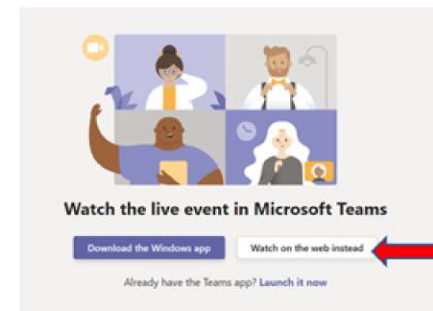 Watch the live event in Microsoft Teams
Download the Windows app
Watch on the web instead
Already have the Teams app? Launch it now